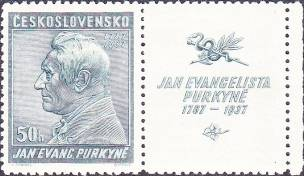 ČESKOSLOVENSKO
1787
1937
50h
JAN EVANG. PURKYNĚ
JAN EVANGELISTA
PURKYNĚ
1787 - 1937